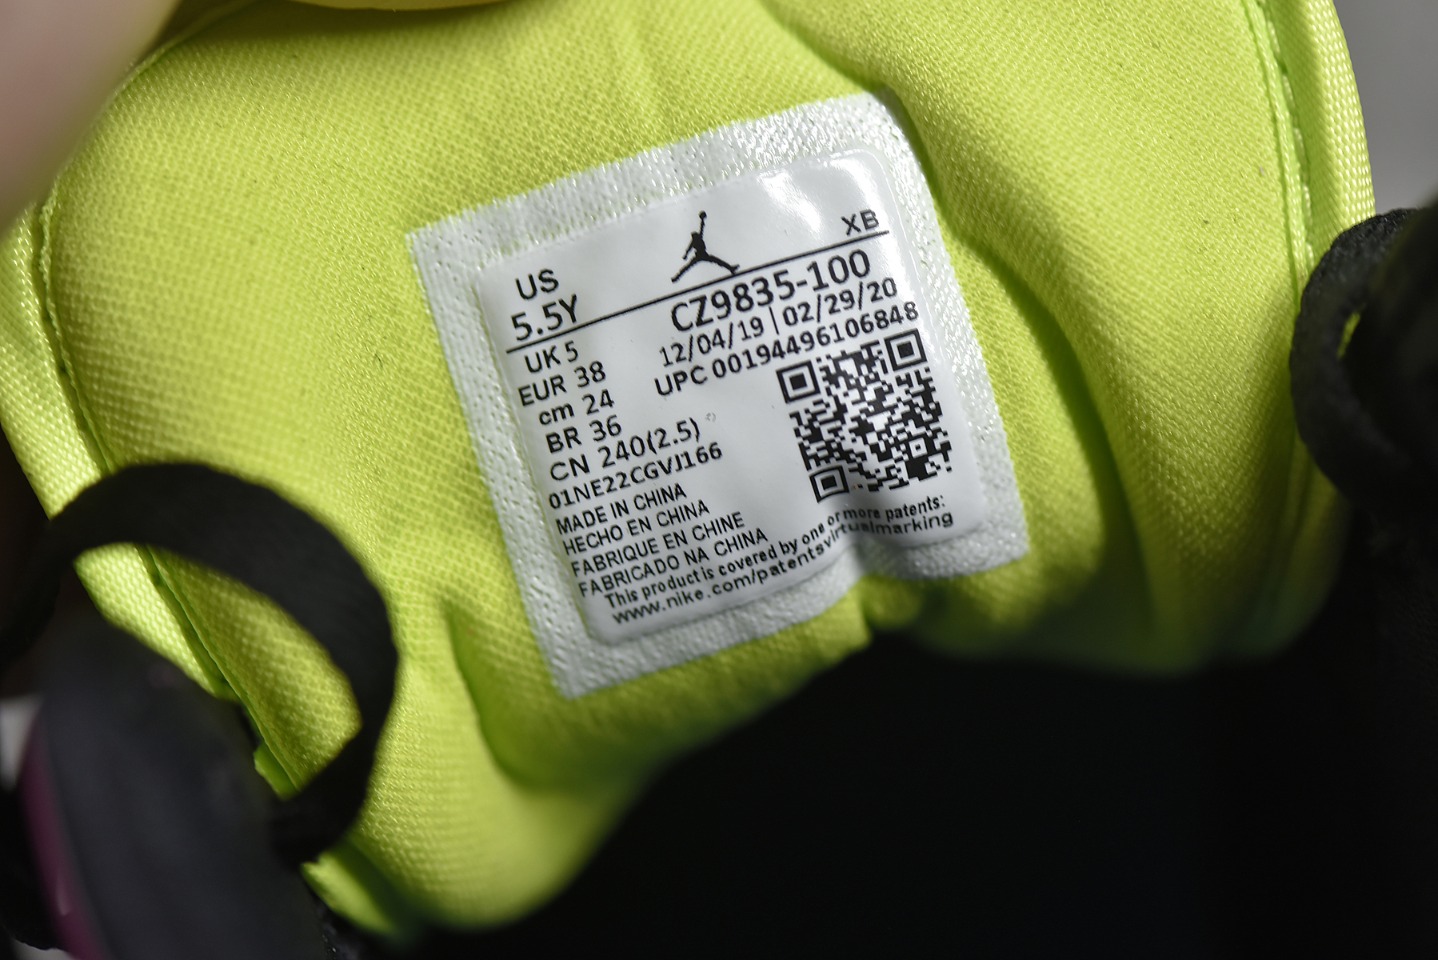 US
5.5Y
XB
CZ9835-100
12/04/19 | 02/29/20
UPC 00194496106848
UK 5
EUR 38
cm 24
BR 36
CN 240(2.5)
01NE22CGVJ166
MADE IN CHINA
HECHO EN CHINA
FABRIQUE EN CHINE
FABRICADO NA CHINA
This product is covered by one or more patents:
www.nike.com/patentsvirtualmarking